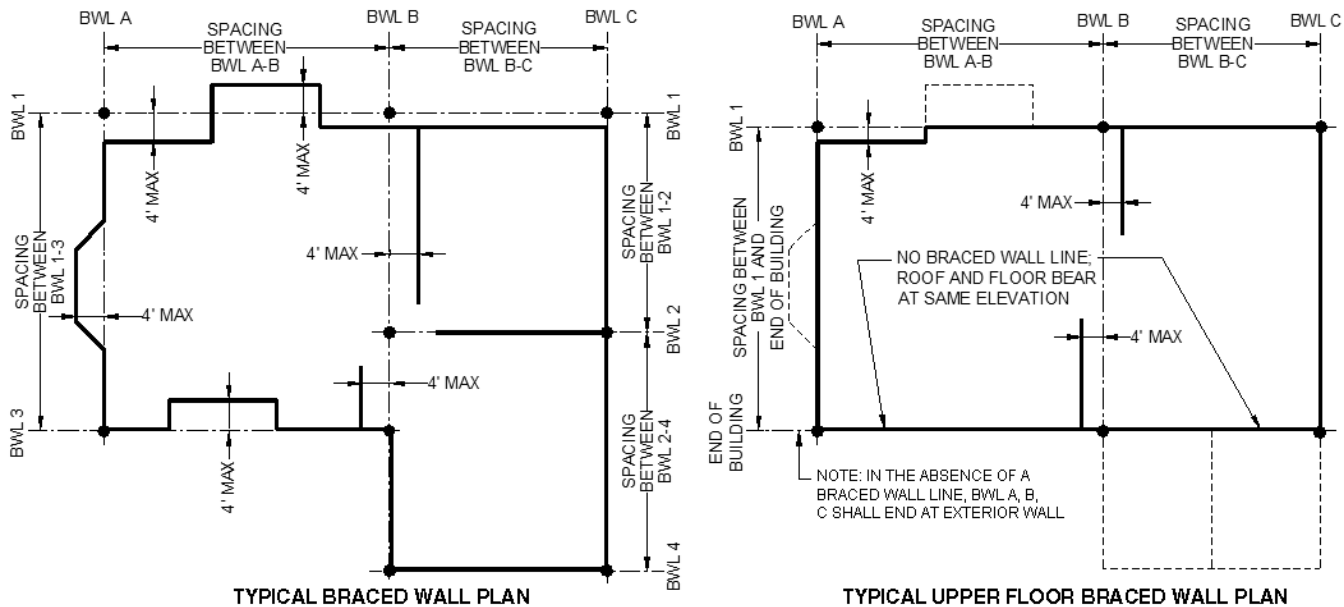 BWL A
SPACING
BETWEEN
BWL A-B
BWL B
SPACING
BETWEEN
BWL B-C
BWL C
BWL 1
BWL 1
4' MAX
4' MAX
SPACING
BETWEEN
BWL 1-3
4' MAX
4' MAX
SPACING
BETWEEN
BWL 1-2
BWL 2
4' MAX
BWL 3
4' MAX
SPACING
BETWEEN
BWL 2-4
BWL 4
TYPICAL BRACED WALL PLAN
BWL A
SPACING
BETWEEN
BWL A-B
BWL B
SPACING
BETWEEN
BWL B-C
BWL C
BWL 1
4' MAX
4' MAX
SPACING BETWEEN
BWL 1 AND
END OF BUILDING
NO BRACED WALL LINE;
ROOF AND FLOOR BEAR
AT SAME ELEVATION
4' MAX
END OF
BUILDING
NOTE: IN THE ABSENCE OF A
BRACED WALL LINE, BWL A, B,
C SHALL END AT EXTERIOR WALL
TYPICAL UPPER FLOOR BRACED WALL PLAN